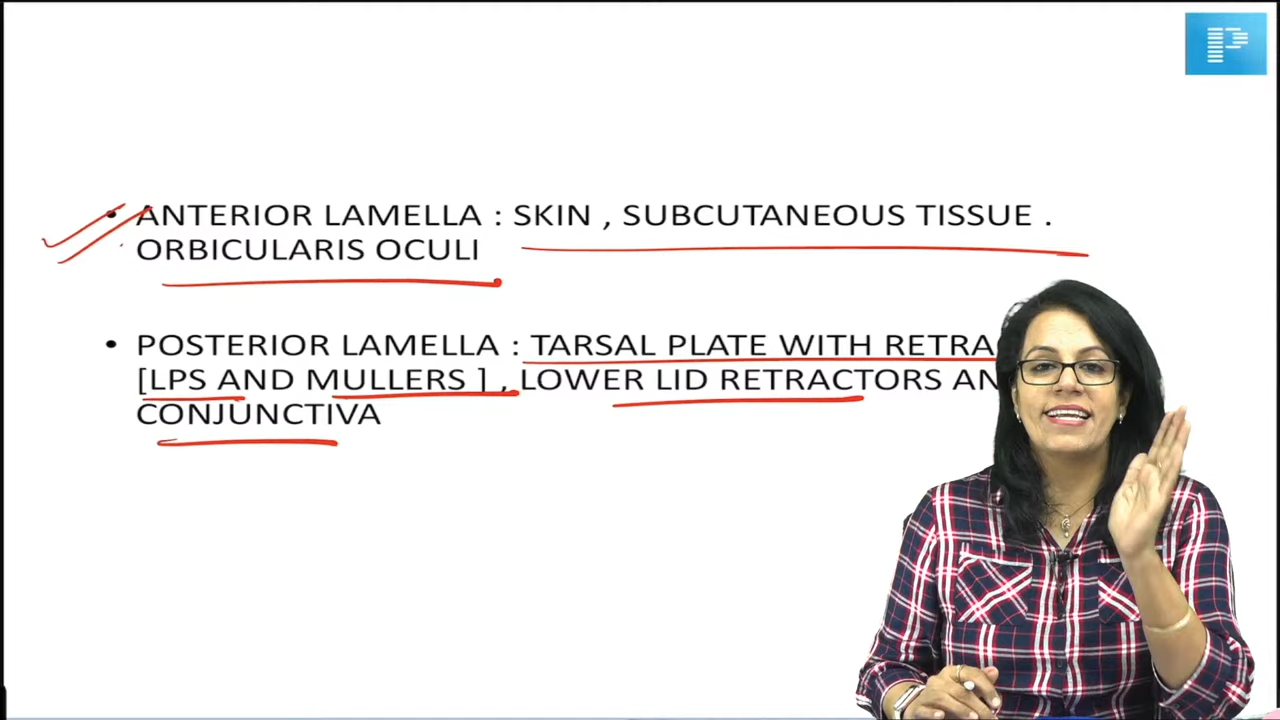 P
• ANTERIOR LAMELLA : SKIN , SUBCUTANEOUS TISSUE .
ORBICULARIS OCULI
• POSTERIOR LAMELLA : TARSAL PLATE WITH
[LPS AND MULLERS ] , LOWER LID RETRACTORS
CONJUNCTIVA